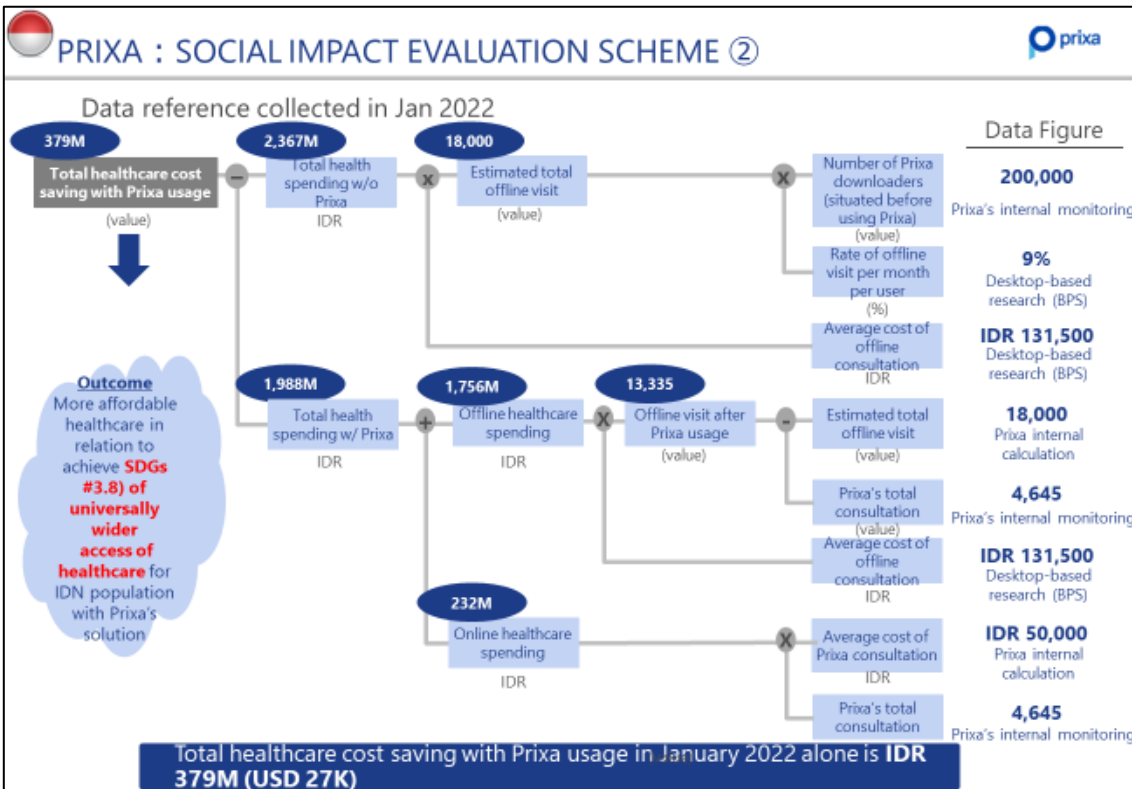 PRIXA : SOCIAL IMPACT EVALUATION SCHEME ②
prixa
Data reference collected in Jan 2022
Data Figure
379M
Total healthcare cost
saving with Prixa usage
(value)
2,367M
Total health
spending w/o
Prixa
IDR
18,000
Estimated total
offline visit
(value)
Number of Prixa
downloaders
(situated before
using Prixa)
(value)
200,000
Prixa's internal monitoring
Rate of offline
visit per month
per user
(%)
9%
Desktop-based
research (BPS)
Average cost of
offline
consultation
IDR
IDR 131,500
Desktop-based
research (BPS)
Outcome
More affordable
healthcare in
relation to
achieve SDGs
#3.8) of
universally
wider
access of
healthcare for
IDN population
with Prixa's
solution
1,988M
Total health
spending w/ Prixa
IDR
1,756M
Offline healthcare
spending
IDR
13,335
Offline visit after
Prixa usage
(value)
Estimated total
offline visit
(value)
18,000
Prixa internal
calculation
Prixa's total
consultation
(value)
4,645
Prixa's internal monitoring
Average cost of
offline
consultation
IDR
IDR 131,500
Desktop-based
research (BPS)
232M
Online healthcare
spending
IDR
Average cost of
Prixa consultation
IDR
IDR 50,000
Prixa internal
calculation
Prixa's total
consultation
4,645
Prixa's internal monitoring
Total healthcare cost saving with Prixa usage in January 2022 alone is IDR
379M (USD 27K)